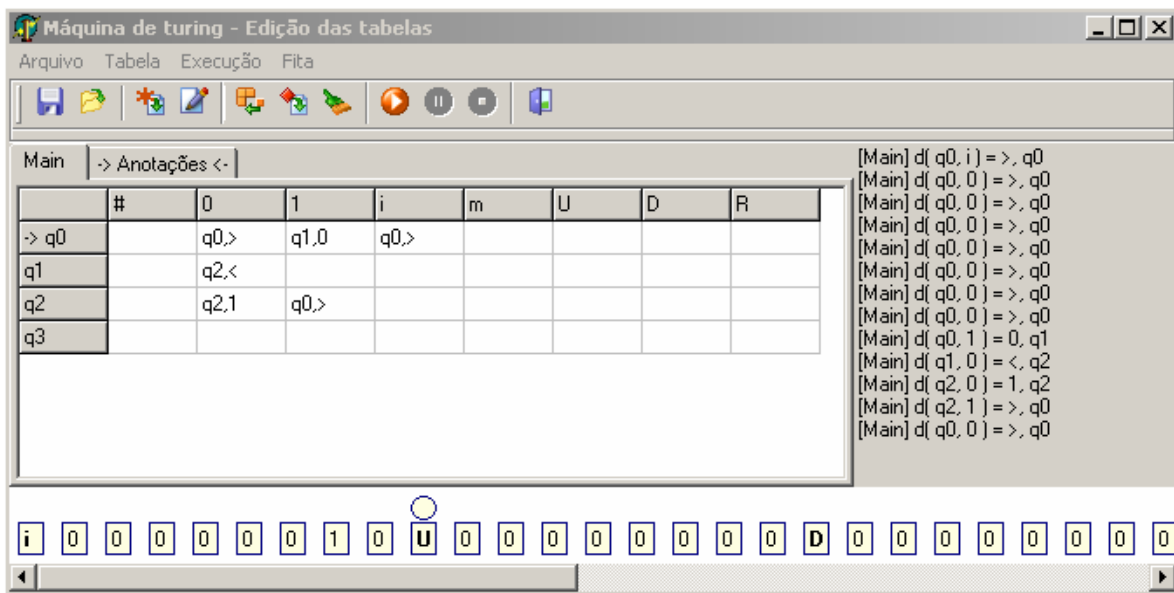 Máquina de turing - Edição das tabelas
Arquivo Tabela Execução Fita
Main -> Anotações <-
# 0 1 i m U D R
-> q0 q0,> q1,0 q0,>
q1 q2,<
q2 q2,1 q0,>
q3
[Main] d( q0, i ) = >, q0
[Main] d( q0, 0 ) = >, q0
[Main] d( q0, 0 ) = >, q0
[Main] d( q0, 0 ) = >, q0
[Main] d( q0, 0 ) = >, q0
[Main] d( q0, 0 ) = >, q0
[Main] d( q0, 0 ) = >, q0
[Main] d( q0, 0 ) = >, q0
[Main] d( q0, 1 ) = 0, q1
[Main] d( q1, 0 ) = <, q2
[Main] d( q2, 0 ) = 1, q2
[Main] d( q2, 1 ) = >, q0
[Main] d( q0, 0 ) = >, q0
i 0 0 0 0 0 0 1 0 U 0 0 0 0 0 0 0 0 D 0 0 0 0 0 0 0 0